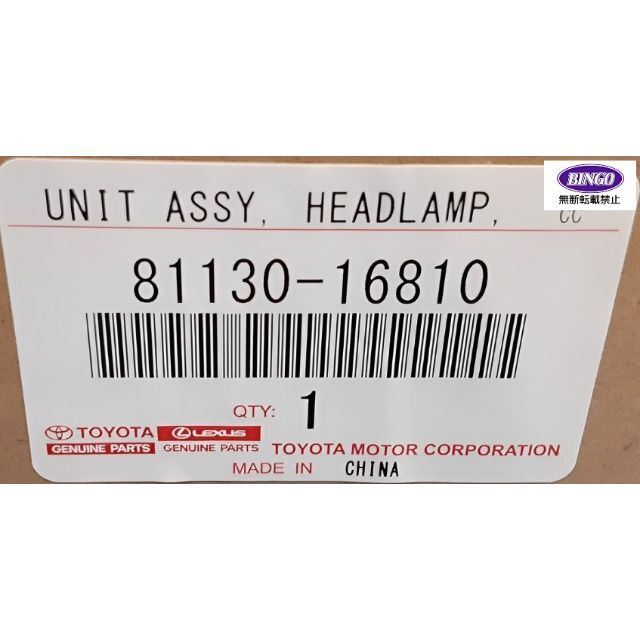 BINGO
無断転載禁止
UNIT ASSY, HEADLAMP,
81130-16810
QTY: 1
TOYOTA LEXUS
GENUINE PARTS GENUINE PARTS TOYOTA MOTOR CORPORATION
MADE IN CHINA